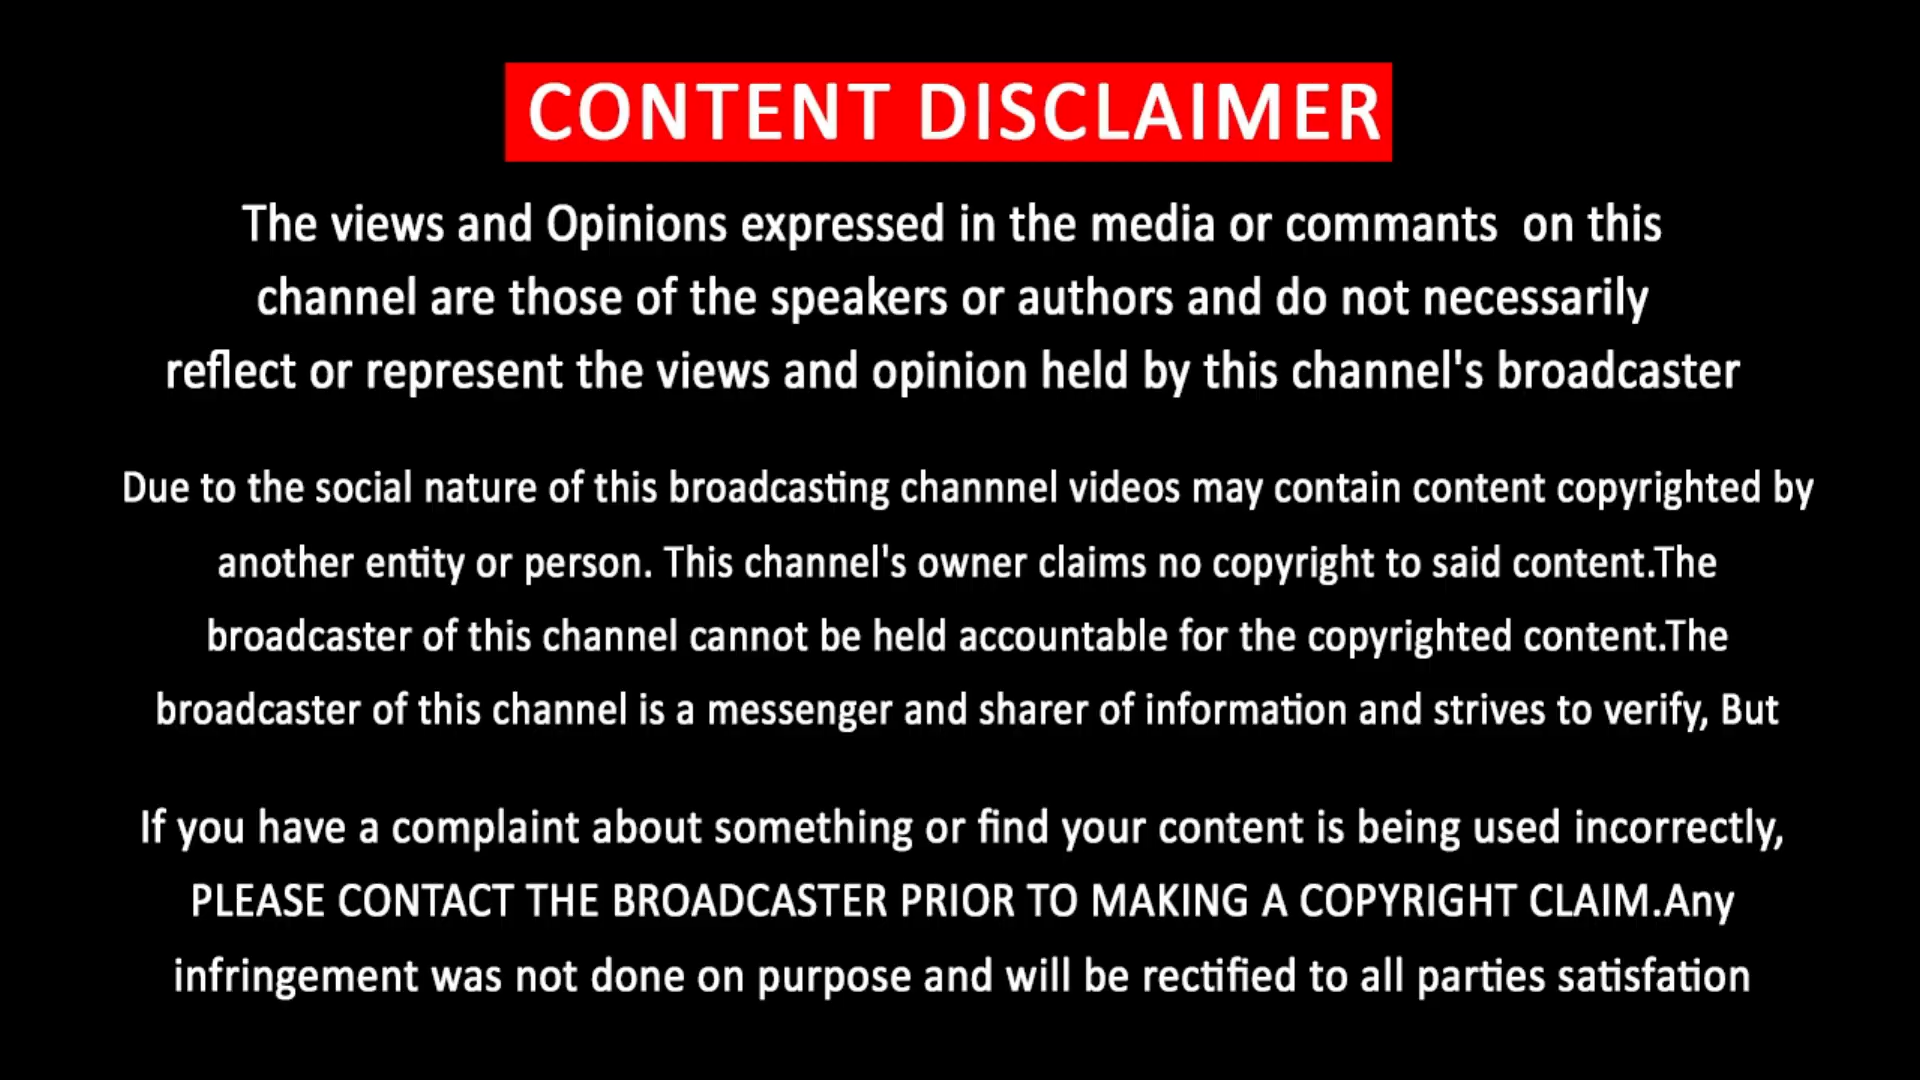 CONTENT DISCLAIMER
The views and Opinions expressed in the media or commants  on this
channel are those of the speakers or authors and do not necessarily
reflect or represent the views and opinion held by this channel's broadcaster
Due to the social nature of this broadcasting channnel videos may contain content copyrighted by
another entity or person. This channel's owner claims no copyright to said content.The
broadcaster of this channel cannot be held accountable for the copyrighted content.The
broadcaster of this channel is a messenger and sharer of information and strives to verify, But
If you have a complaint about something or find your content is being used incorrectly,
PLEASE CONTACT THE BROADCASTER PRIOR TO MAKING A COPYRIGHT CLAIM.Any
infringement was not done on purpose and will be rectified to all parties satisfation